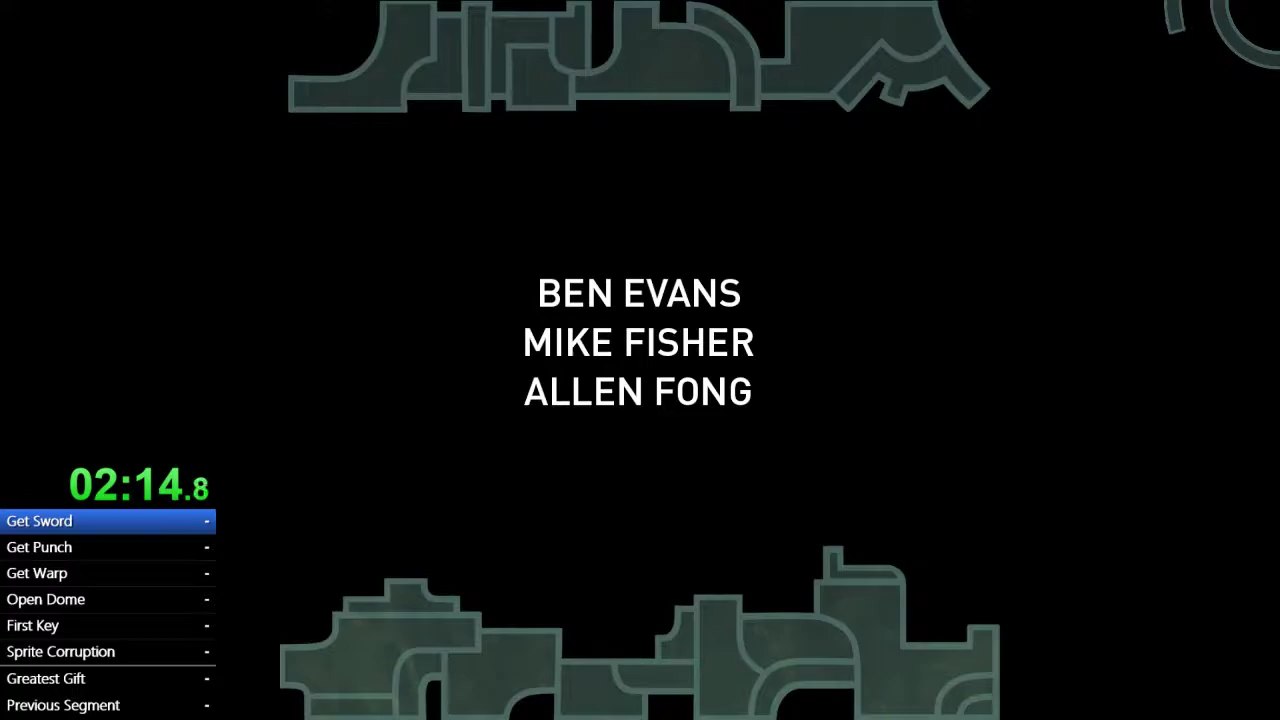 BEN EVANS
MIKE FISHER
ALLEN FONG
02:14.8
Get Sword -
Get Punch -
Get Warp -
Open Dome -
First Key -
Sprite Corruption -
Greatest Gift -
Previous Segment -